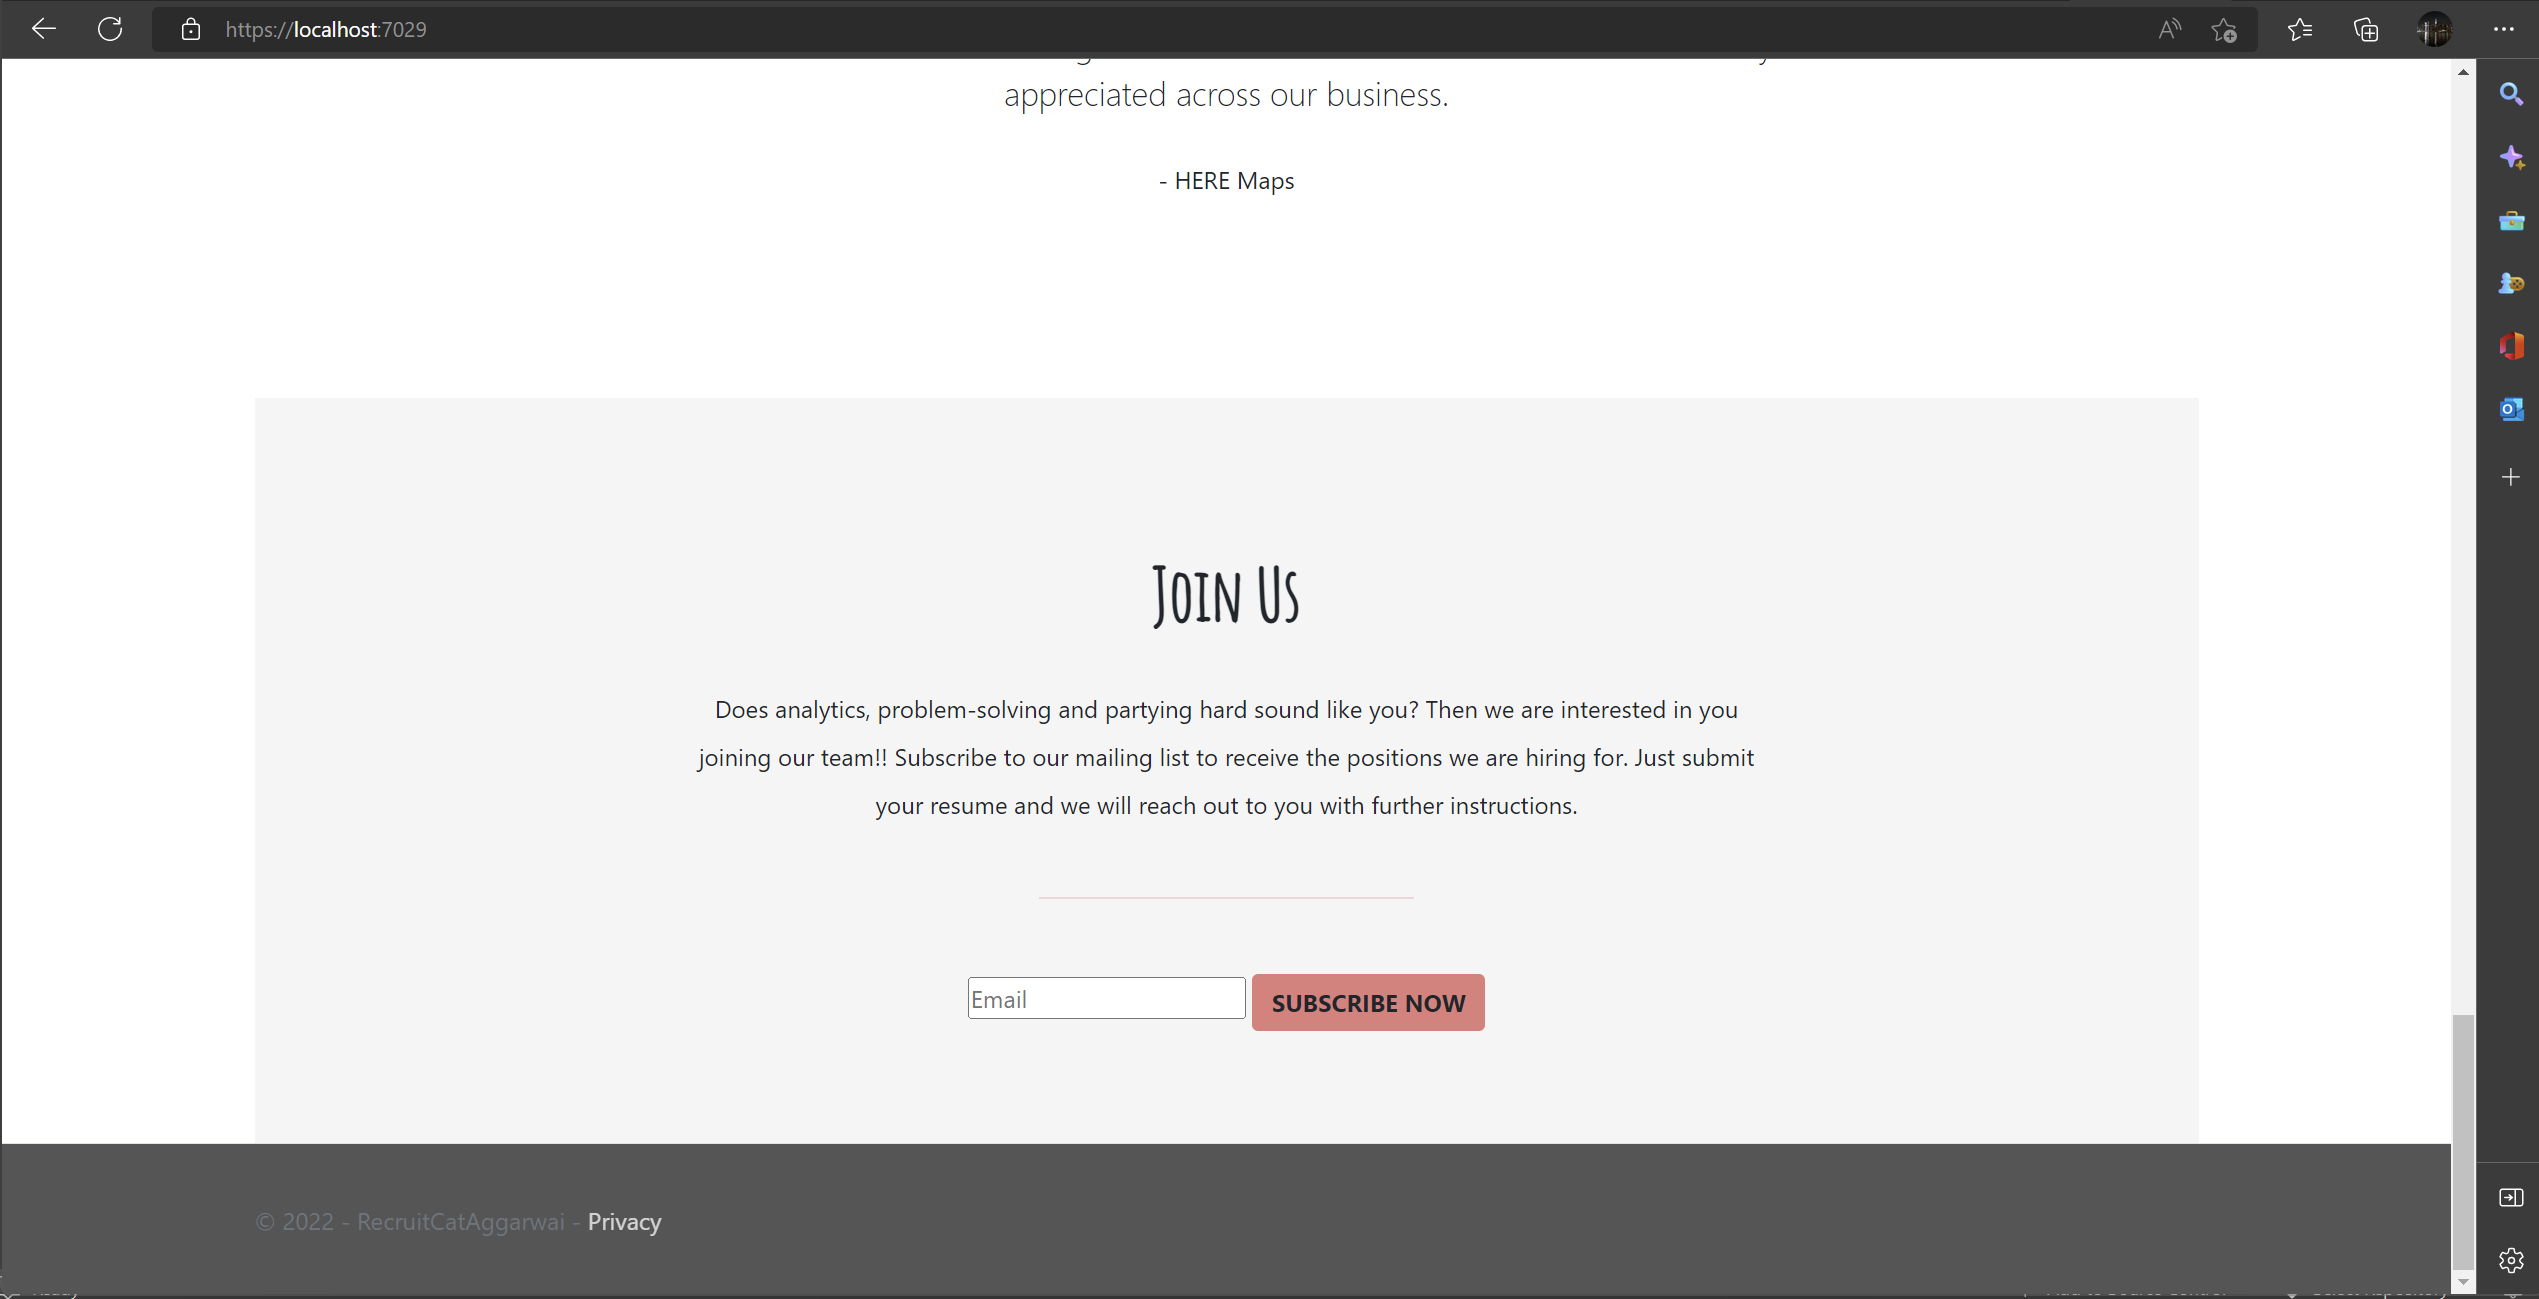 https://localhost:7029
appreciated across our business.
- HERE Maps
Join Us
Does analytics, problem-solving and partying hard sound like you? Then we are interested in you
joining our team!! Subscribe to our mailing list to receive the positions we are hiring for. Just submit
your resume and we will reach out to you with further instructions.
Email
SUBSCRIBE NOW
© 2022 - RecruitCatAggarwai - Privacy